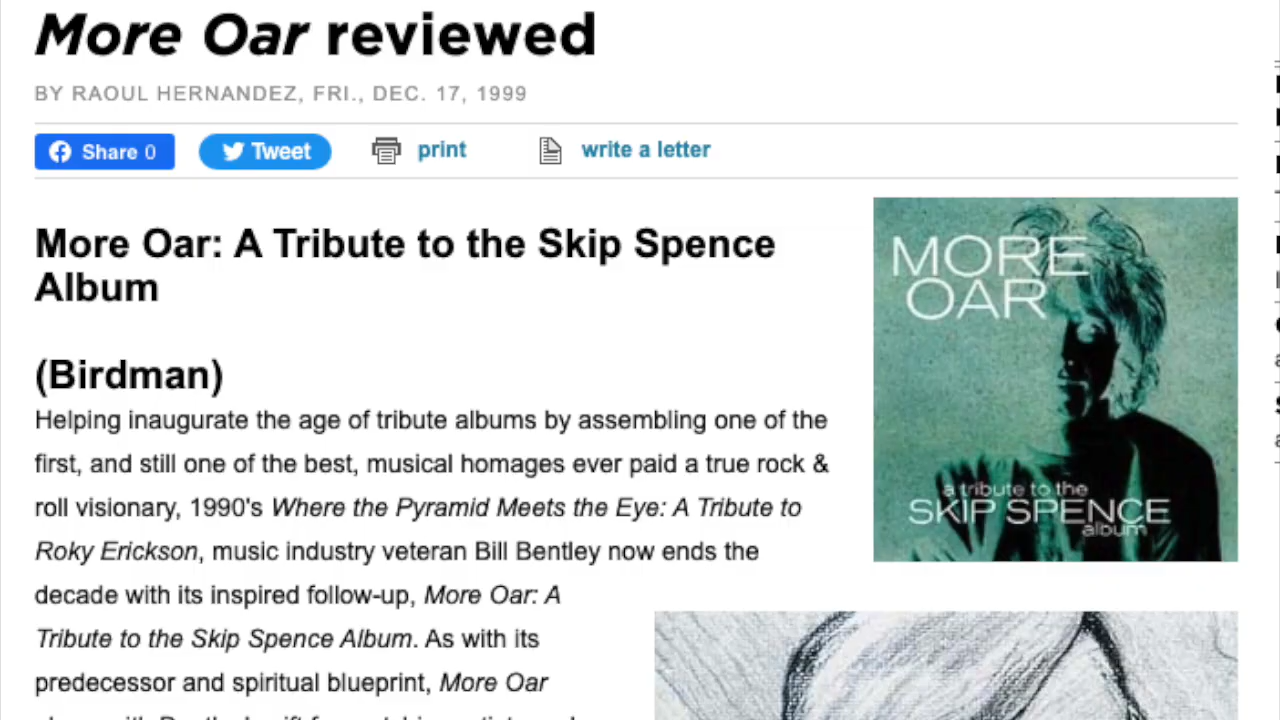 More Oar reviewed
BY RAOUL HERNANDEZ, FRI., DEC. 17, 1999
Share 0
Tweet
print
write a letter
More Oar: A Tribute to the Skip Spence
Album
(Birdman)
Helping inaugurate the age of tribute albums by assembling one of the
first, and still one of the best, musical homages ever paid a true rock &
roll visionary, 1990's Where the Pyramid Meets the Eye: A Tribute to
Roky Erickson, music industry veteran Bill Bentley now ends the
decade with its inspired follow-up, More Oar: A
Tribute to the Skip Spence Album. As with its
predecessor and spiritual blueprint, More Oar
MORE
OAR
a tribute to the
SKIP SPENCE
album